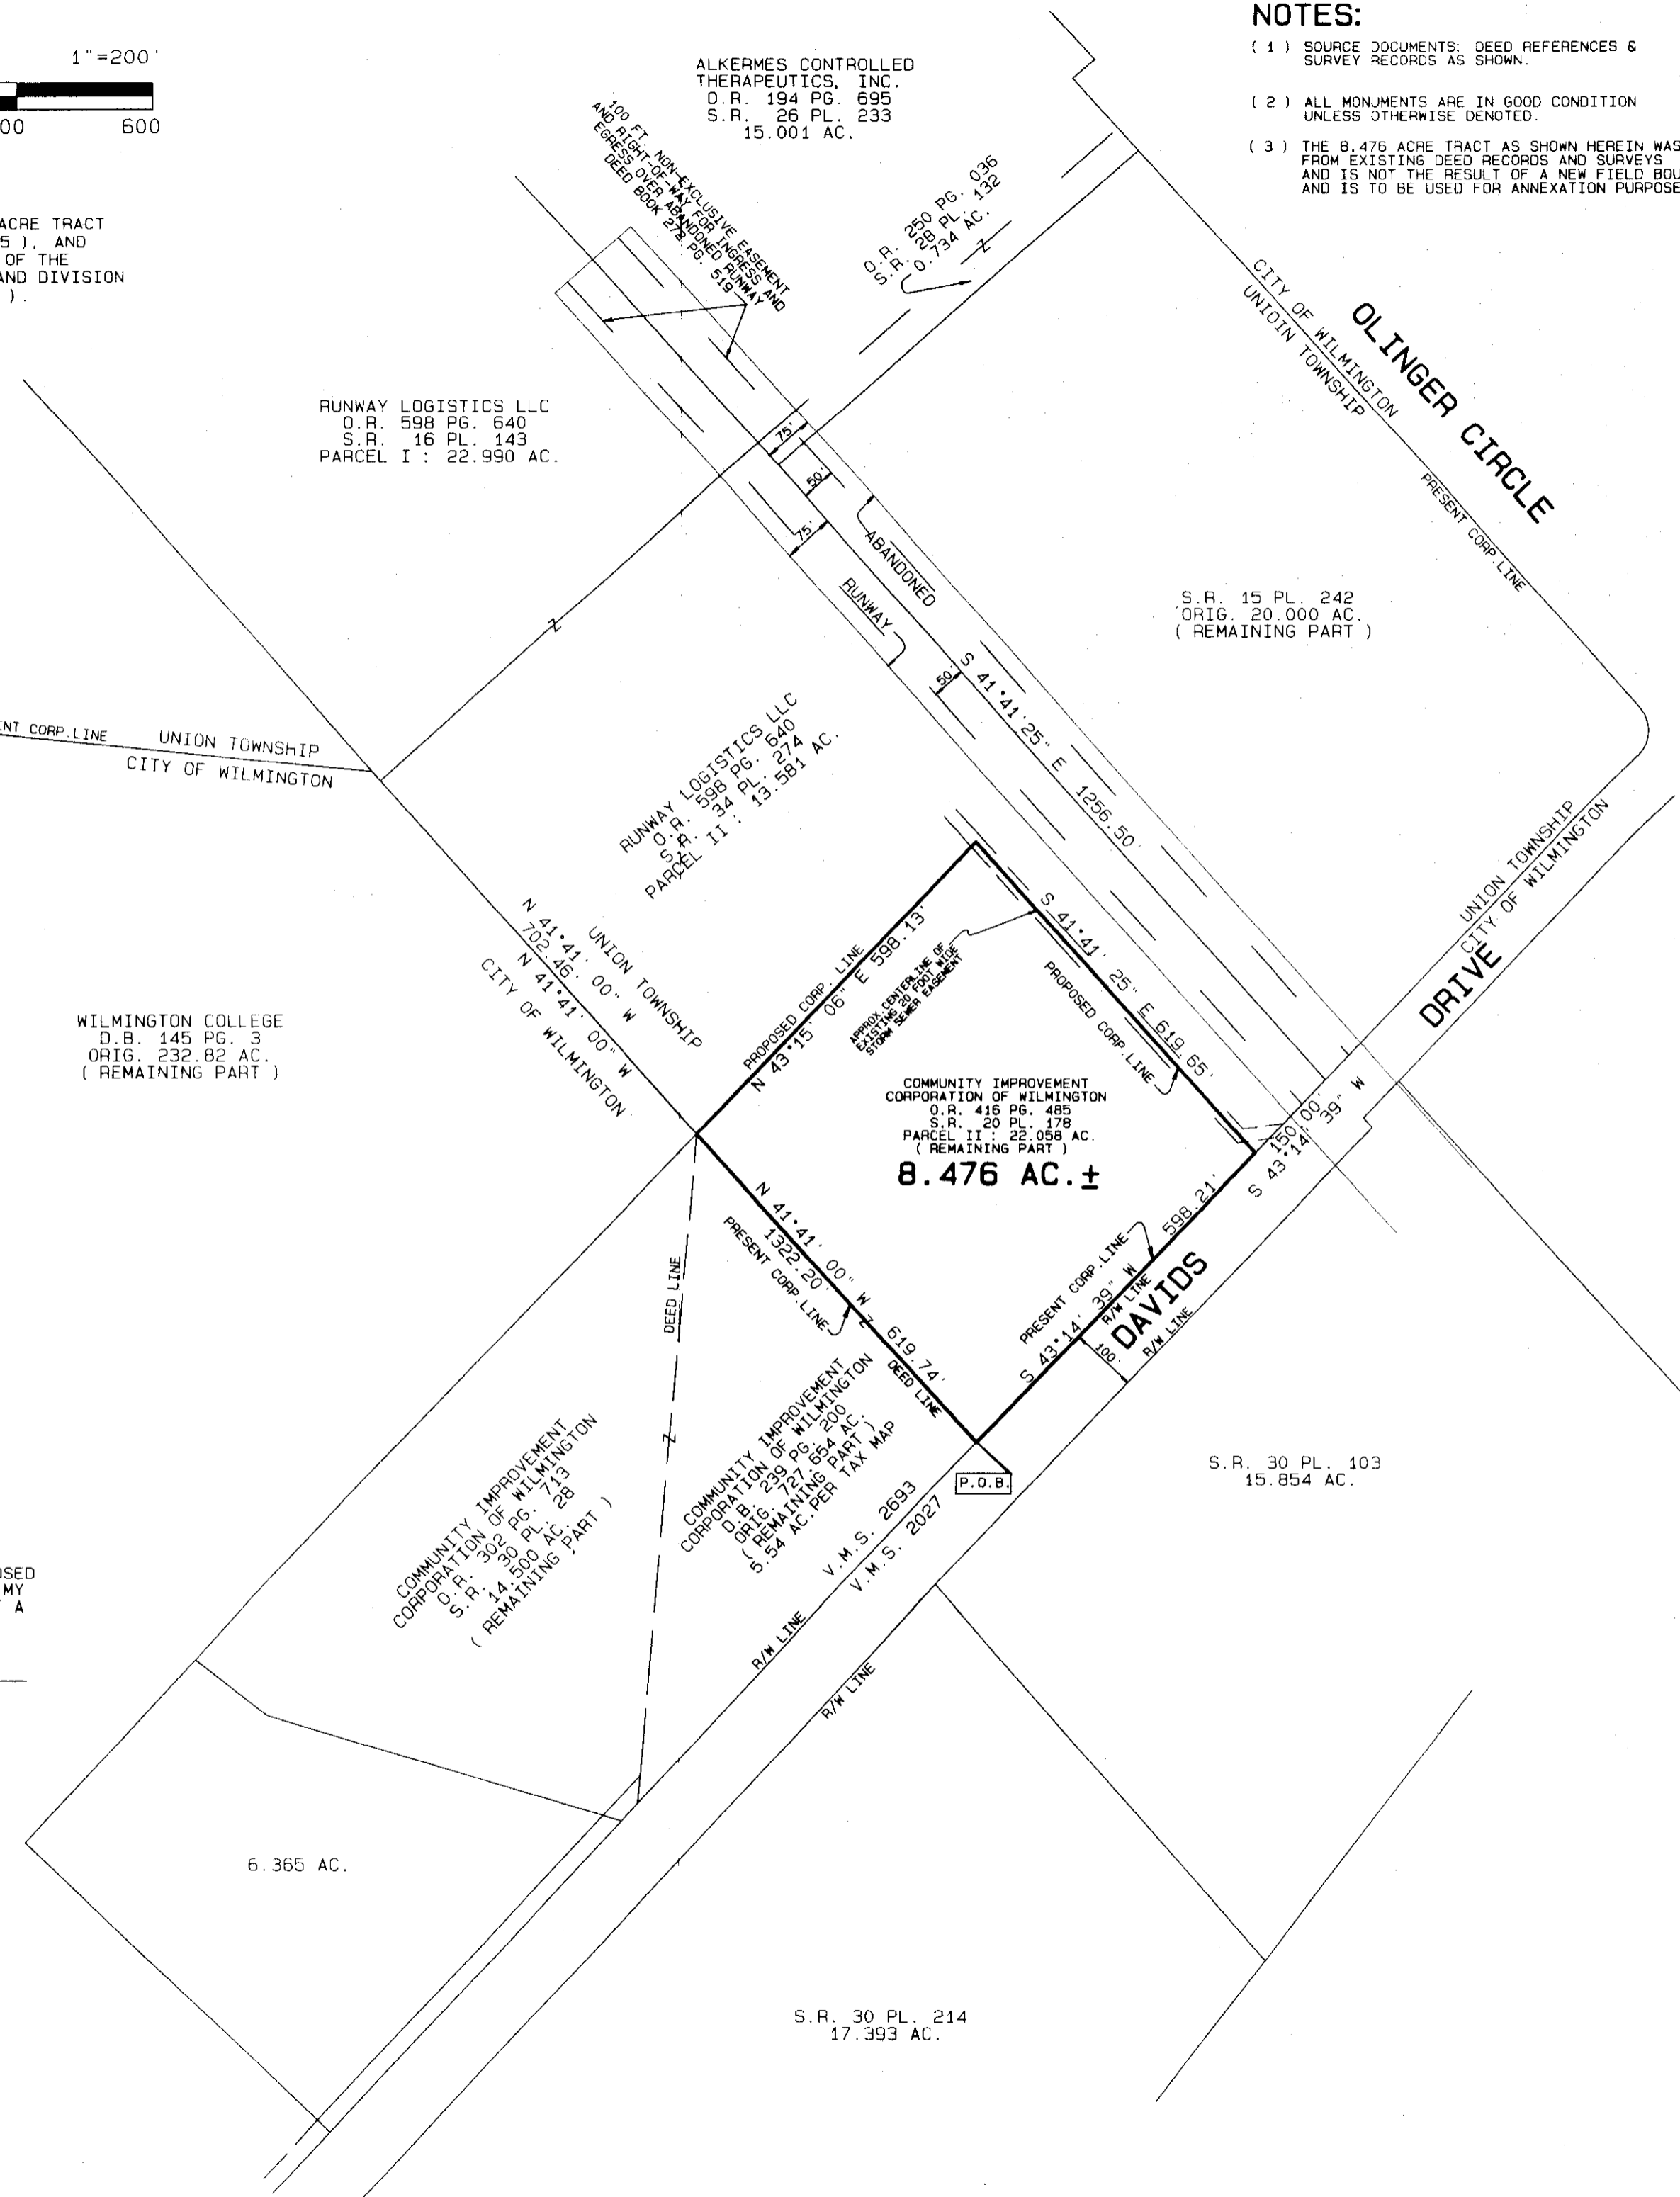 1"=200'
00 600
ACRE TRACT
5 ), AND
OF THE
AND DIVISION
).
ALKERMES CONTROLLED
THERAPEUTICS, INC.
O.R. 194 PG. 695
S.R. 26 PL. 233
15.001 AC.
NOTES:
( 1 ) SOURCE DOCUMENTS: DEED REFERENCES &
SURVEY RECORDS AS SHOWN.
( 2 ) ALL MONUMENTS ARE IN GOOD CONDITION
UNLESS OTHERWISE DENOTED.
( 3 ) THE 8.476 ACRE TRACT AS SHOWN HEREIN WAS
FROM EXISTING DEED RECORDS AND SURVEYS
AND IS NOT THE RESULT OF A NEW FIELD BOU
AND IS TO BE USED FOR ANNEXATION PURPOSE
100 FT. NON-EXCLUSIVE EASEMENT
AND RIGHT-OF-WAY FOR INGRESS AND
EGRESS OVER ABANDONED RUNWAY
DEED BOOK 272 PG. 519
O.R. 250 PG. 036
S.R. 28 PL. 132
0.734 AC.
Z
CITY OF WILMINGTON
UNIOIN TOWNSHIP
OLINGER CIRCLE
PRESENT CORP.LINE
RUNWAY LOGISTICS LLC
O.R. 598 PG. 640
S.R. 16 PL. 143
PARCEL I : 22.990 AC.
75'
50'
75'
ABANDONED
RUNWAY
S.R. 15 PL. 242
ORIG. 20.000 AC.
( REMAINING PART )
Z
50'
S 41°41'25" E 1256.50'
NT CORP.LINE
UNION TOWNSHIP
CITY OF WILMINGTON
RUNWAY LOGISTICS LLC
O.R. 598 PG. 640
S.R. 34 PL. 274
PARCEL II : 13.581 AC.
UNION TOWNSHIP
CITY OF WILMINGTON
DRIVE
N 41°41' 00" W
702.46'
UNION TOWNSHIP
N 41°41' 00" W
CITY OF WILMINGTON
PROPOSED CORP. LINE
N 43°15' 06" E 598.13'
APPROX.CENTERLINE OF
EXISTING 20 FOOT WIDE
STORM SEWER EASEMENT
S 41°41' 25" E 619.65'
PROPOSED CORP.LINE
WILMINGTON COLLEGE
D.B. 145 PG. 3
ORIG. 232.82 AC.
( REMAINING PART )
COMMUNITY IMPROVEMENT
CORPORATION OF WILMINGTON
O.R. 416 PG. 485
S.R. 20 PL. 178
PARCEL II : 22.058 AC.
( REMAINING PART )
8.476 AC.±
150.00'
S 43°14' 39" W
N 41°41' 00" W 619.74'
1322.20'
Z
PRESENT CORP.LINE
DEED LINE
DEED LINE
Z
PRESENT CORP.LINE
S 43°14' 39" W 598.21'
R/W LINE
DAVIDS
R/W LINE
100'
P.O.B.
COMMUNITY IMPROVEMENT
CORPORATION OF WILMINGTON
O.R. 302 PG. 713
S.R. 30 PL. 28
14.500 AC.
( REMAINING PART )
COMMUNITY IMPROVEMENT
CORPORATION OF WILMINGTON
D.B. 239 PG. 200
ORIG. 727.654 AC.
( REMAINING PART )
5.54 AC.PER TAX MAP
V.M.S. 2693
V.M.S. 2027
S.R. 30 PL. 103
15.854 AC.
OSED
MY
A
R/W LINE
R/W LINE
6.365 AC.
S.R. 30 PL. 214
17.393 AC.